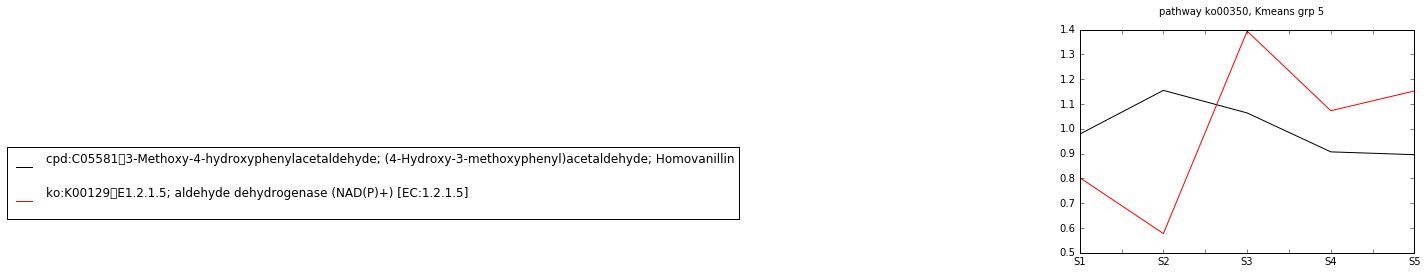 pathway ko00350, Kmeans grp 5
1.4
1.3
1.2
1.1
1.0
0.9
0.8
0.7
0.6
0.5
S1 S2 S3 S4 S5
cpd:C05581▯3-Methoxy-4-hydroxyphenylacetaldehyde; (4-Hydroxy-3-methoxyphenyl)acetaldehyde; Homovanillin
ko:K00129▯E1.2.1.5; aldehyde dehydrogenase (NAD(P)+) [EC:1.2.1.5]